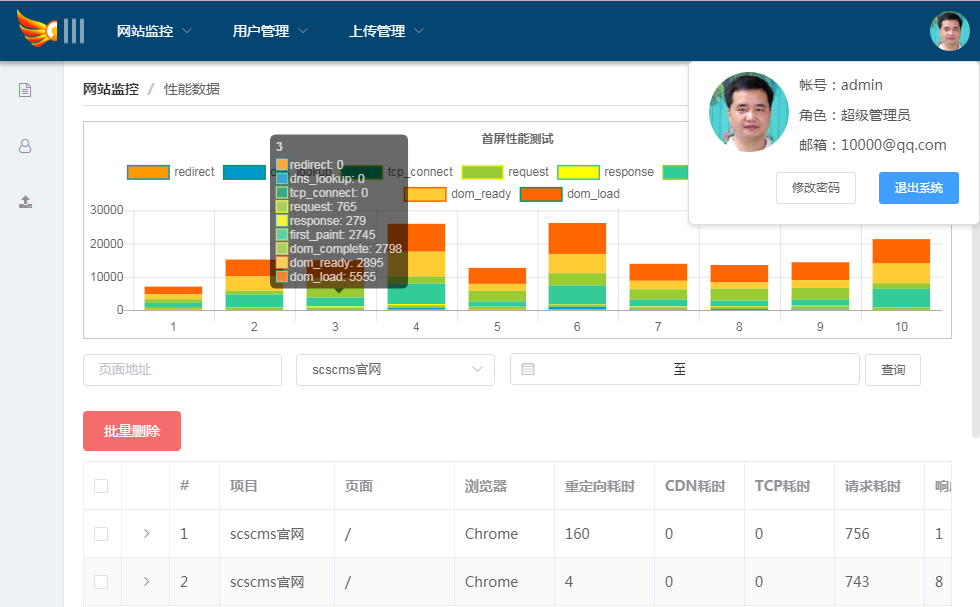 网站监控 用户管理 上传管理
帐号：admin
角色：超级管理员
邮箱：10000@qq.com
修改密码 退出系统
网站监控 / 性能数据
首屏性能测试
redirect dns_lookup tcp_connect request response
dom_ready dom_load
3
redirect: 0
dns_lookup: 0
tcp_connect: 0
request: 765
response: 279
first_paint: 2745
dom_complete: 2798
dom_ready: 2895
dom_load: 5555
30000
20000
10000
0
1 2 3 4 5 6 7 8 9 10
页面地址 scscms官网 至 查询
批量删除
# 项目 页面 浏览器 重定向耗时 CDN耗时 TCP耗时 请求耗时
1 scscms官网 / Chrome 160 0 0 756 1
2 scscms官网 / Chrome 4 0 0 743 8